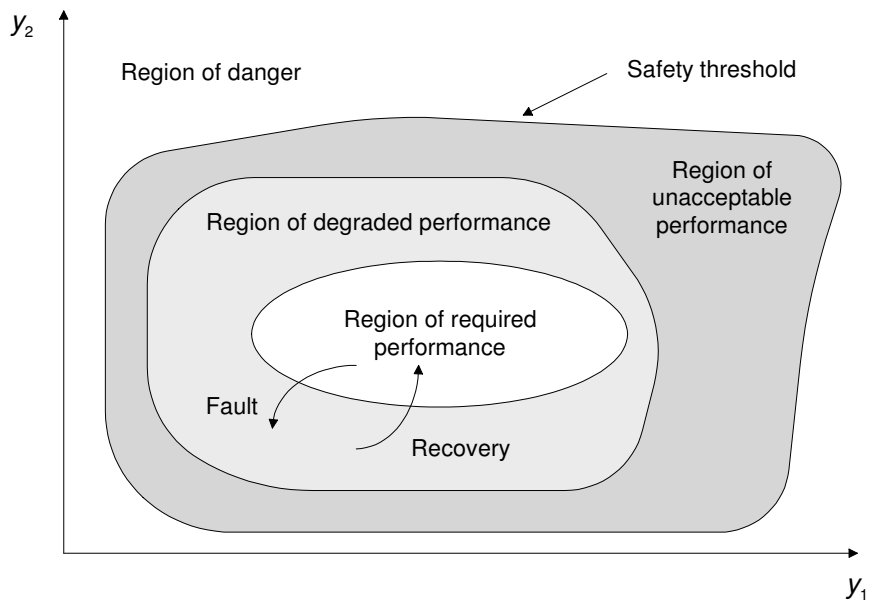 y2
Region of danger
Safety threshold
Region of
unacceptable
performance
Region of degraded performance
Region of required
performance
Fault
Recovery
y1